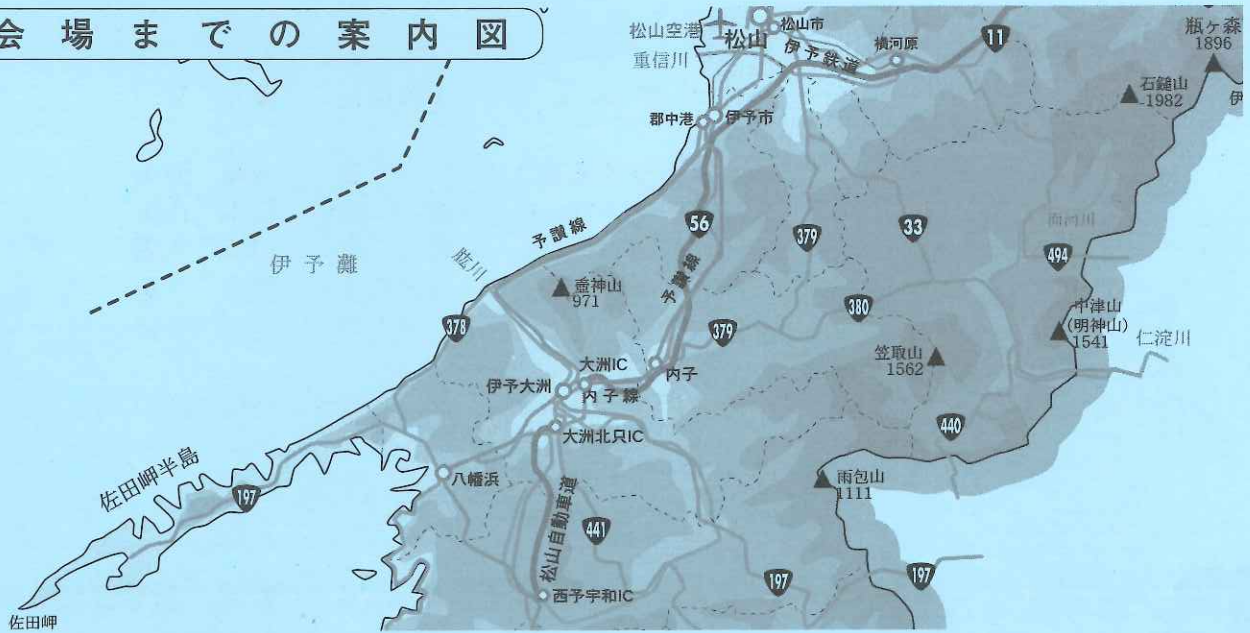 会場までの案内図
松山空港
松山市
松山
重信川
伊予鉄道
横河原
11
瓶ヶ森
1896
石鎚山
1982
伊
郡中港
伊予市
56
379
33
面河川
494
予讃線
伊予灘
肱川
壺神山
971
予讃線
378
379
380
中津山
(明神山)
1541
仁淀川
笠取山
1562
大洲IC
内子
伊予大洲
内子線
大洲北只IC
440
佐田岬半島
197
八幡浜
雨包山
1111
松山自動車道
441
197
197
西予宇和IC
佐田岬